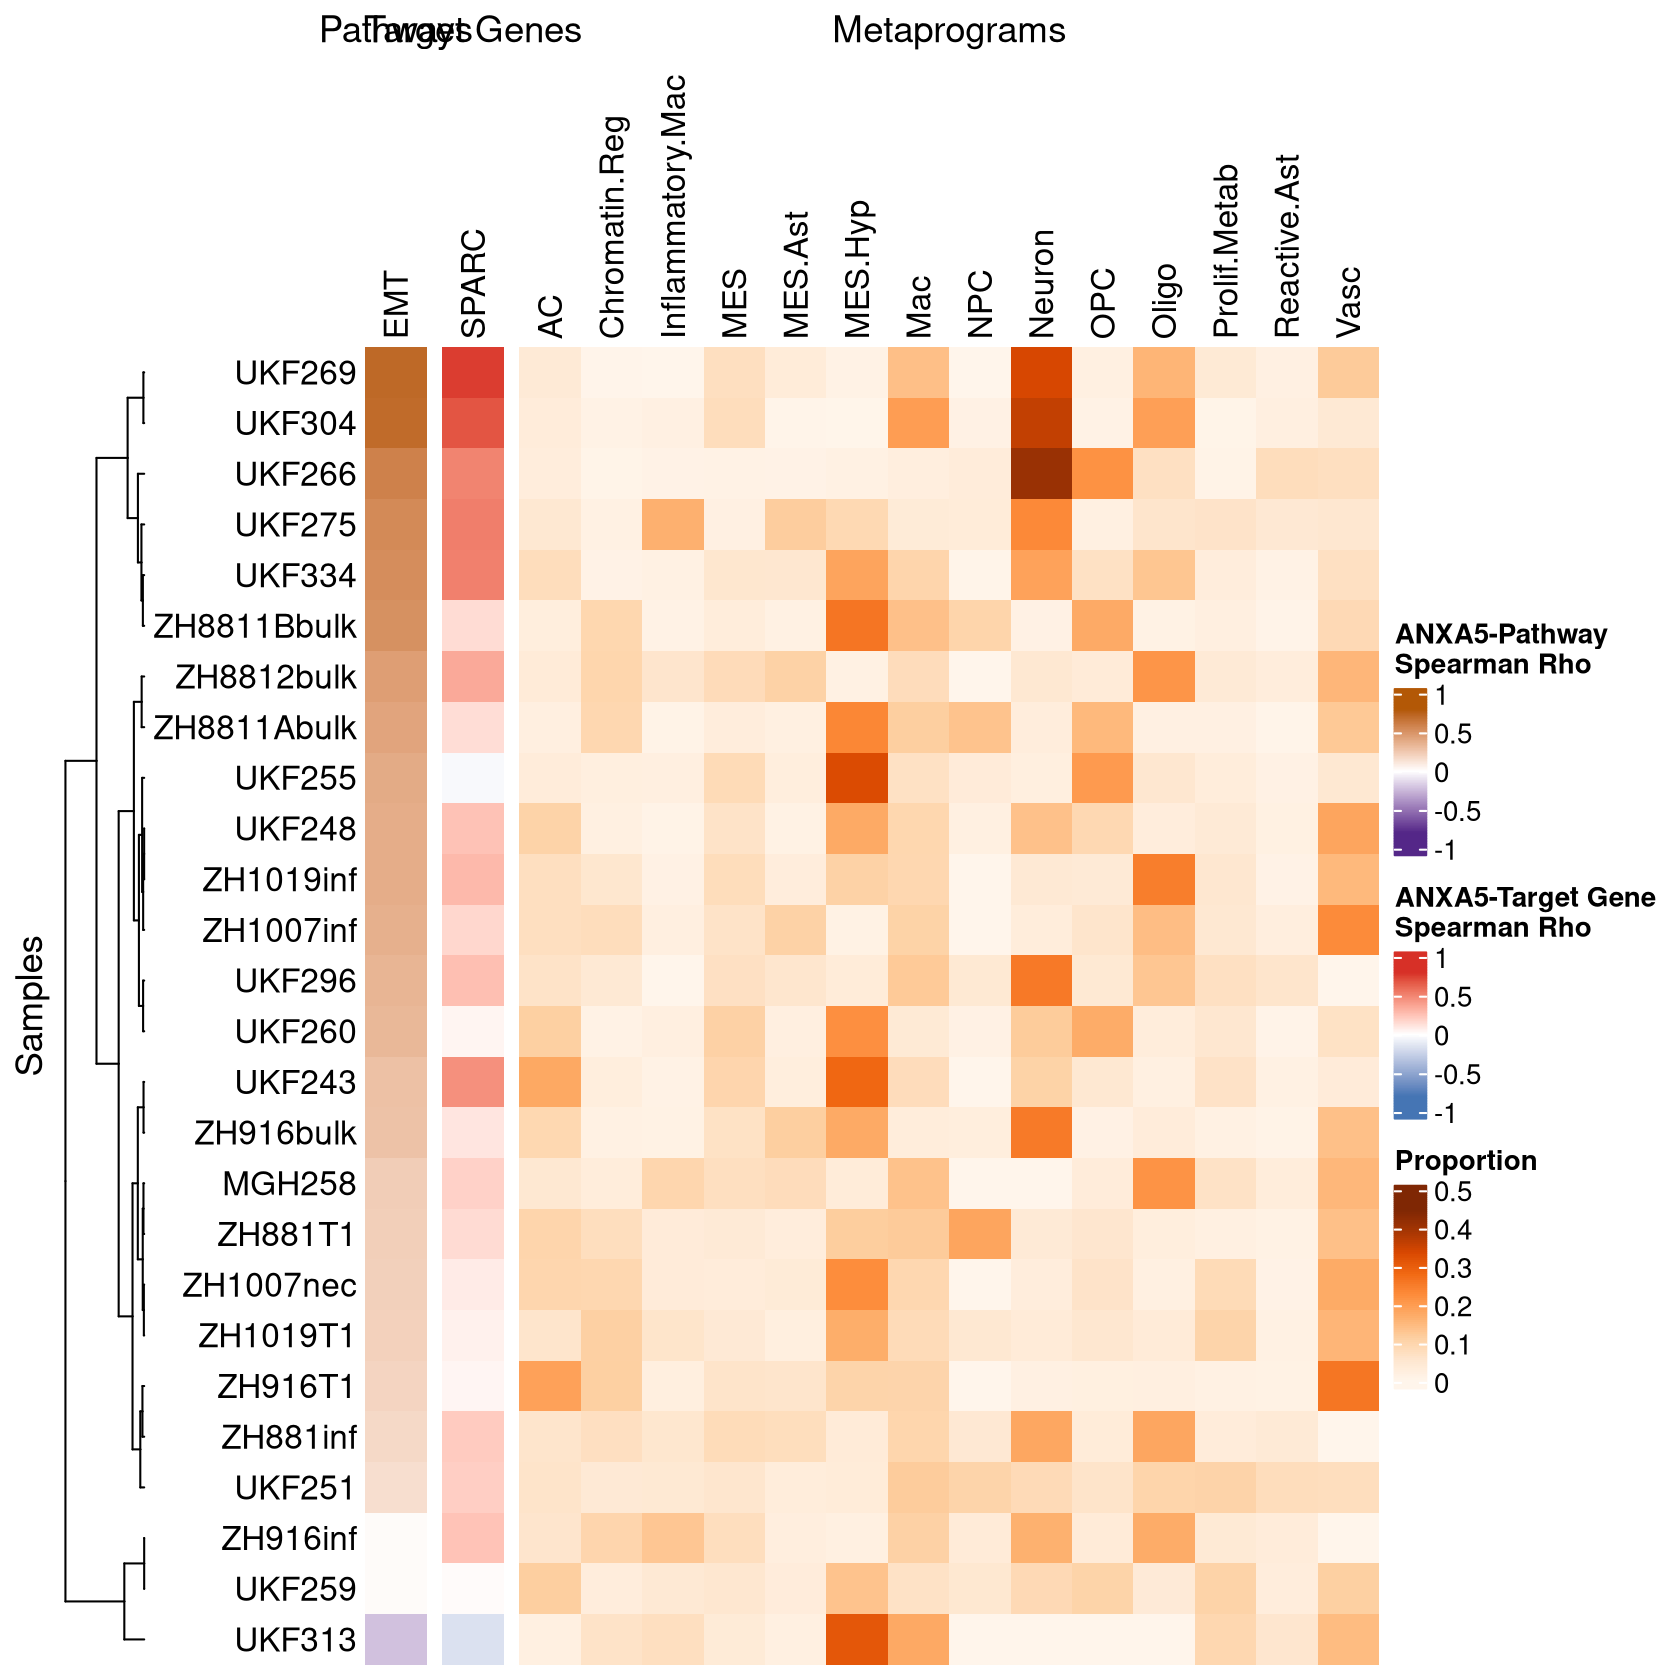 Pathways
Target Genes
Metaprograms
EMT
SPARC
AC
Chromatin.Reg
Inflammatory.Mac
MES
MES.Ast
MES.Hyp
Mac
NPC
Neuron
OPC
Oligo
Prolif.Metab
Reactive.Ast
Vasc
Samples
UKF269
UKF304
UKF266
UKF275
UKF334
ZH8811Bbulk
ZH8812bulk
ZH8811Abulk
UKF255
UKF248
ZH1019inf
ZH1007inf
UKF296
UKF260
UKF243
ZH916bulk
MGH258
ZH881T1
ZH1007nec
ZH1019T1
ZH916T1
ZH881inf
UKF251
ZH916inf
UKF259
UKF313
ANXA5-Pathway
Spearman Rho
1
0.5
0
-0.5
-1
ANXA5-Target Gene
Spearman Rho
1
0.5
0
-0.5
-1
Proportion
0.5
0.4
0.3
0.2
0.1
0